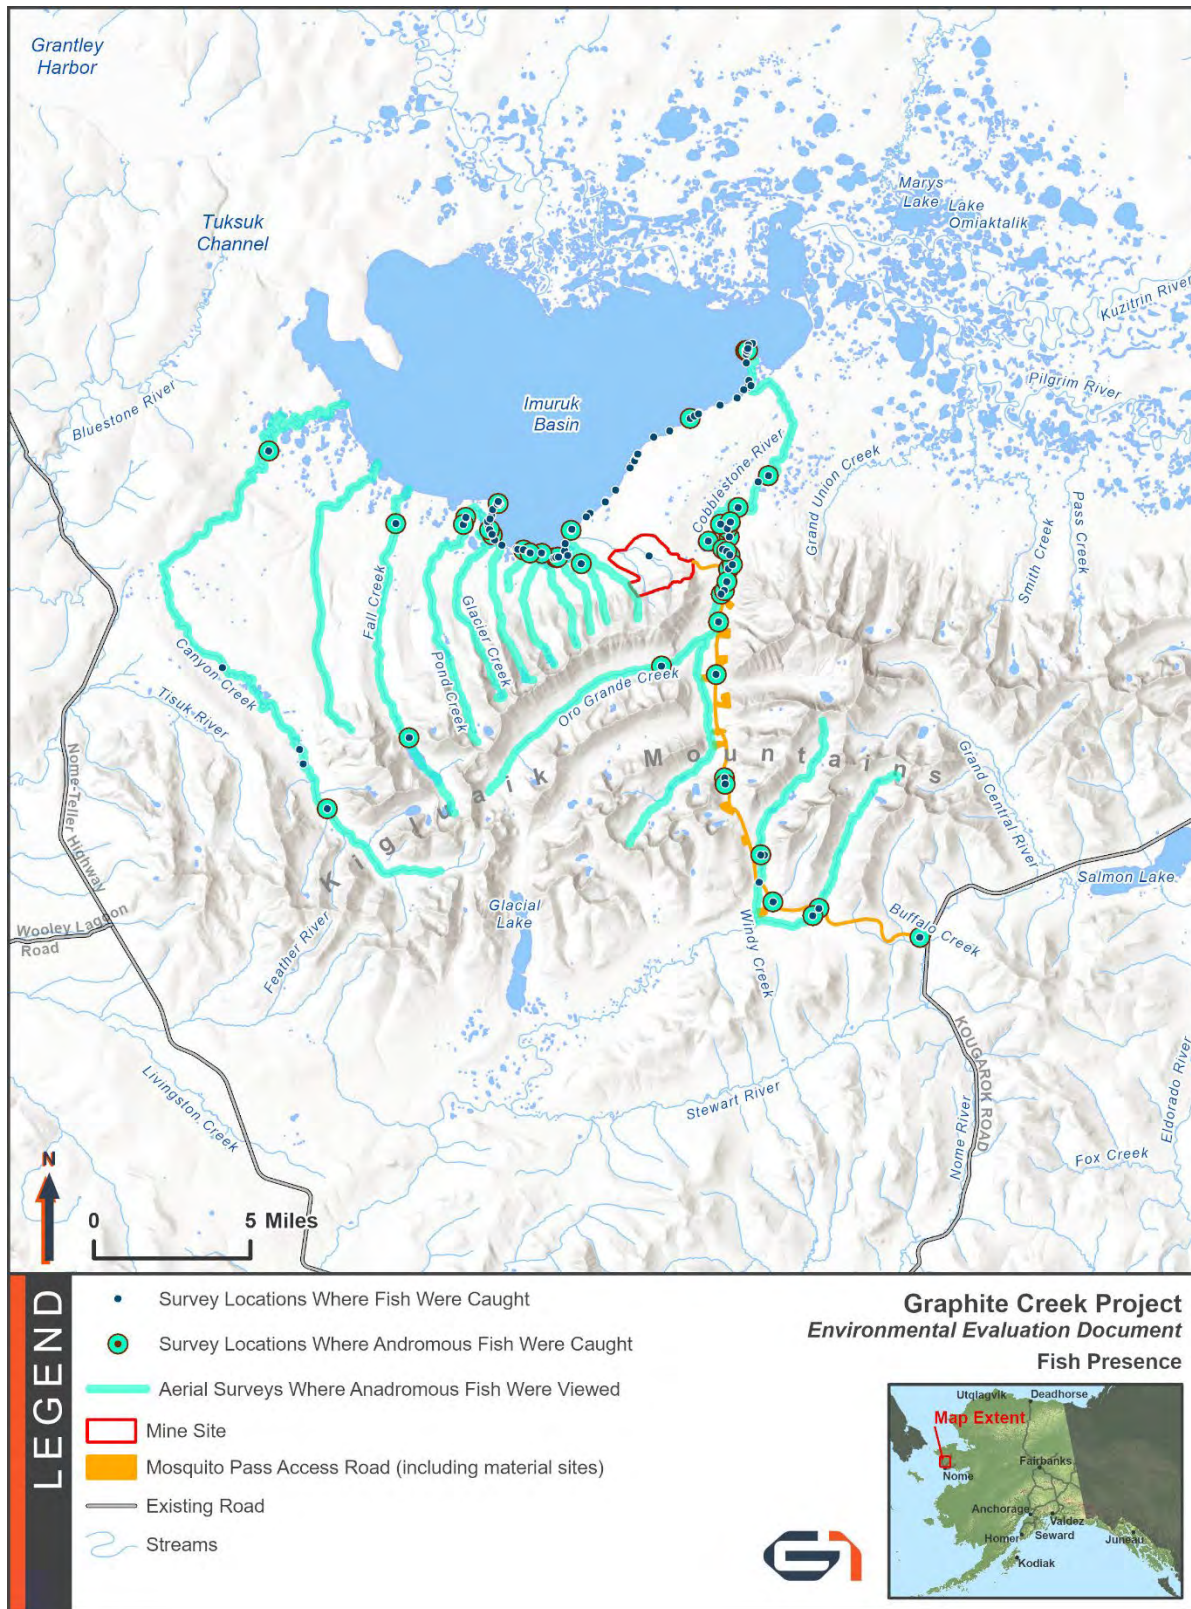 Grantley
Harbor
Tuksuk
Channel
Marys
Lake
Lake
Omiaktalik
Kuzitrin River
Pilgrim River
Bluestone River
Imuruk
Basin
Cobblestone River
Grand Union Creek
Smith Creek
Pass Creek
Canyon Creek
Tisuk River
Fall Creek
Pond Creek
Glacier Creek
Oro Grande Creek
Kigluaik Mountains
Grand Central River
Salmon Lake
Nome-Teller Highway
Wooley Lagoon
Road
Feather River
Glacial
Lake
Windy Creek
Buffalo Creek
KOUGAROK ROAD
Livingston Creek
Stewart River
Nome River
Fox Creek
Eldorado River
N
0 5 Miles
LEGEND
Survey Locations Where Fish Were Caught
Survey Locations Where Andromous Fish Were Caught
Aerial Surveys Where Anadromous Fish Were Viewed
Mine Site
Mosquito Pass Access Road (including material sites)
Existing Road
Streams
Graphite Creek Project
Environmental Evaluation Document
Fish Presence
Utqiagvik
Deadhorse
Map Extent
Nome
Fairbanks
Anchorage
Valdez
Homer
Seward
Juneau
Kodiak
G1